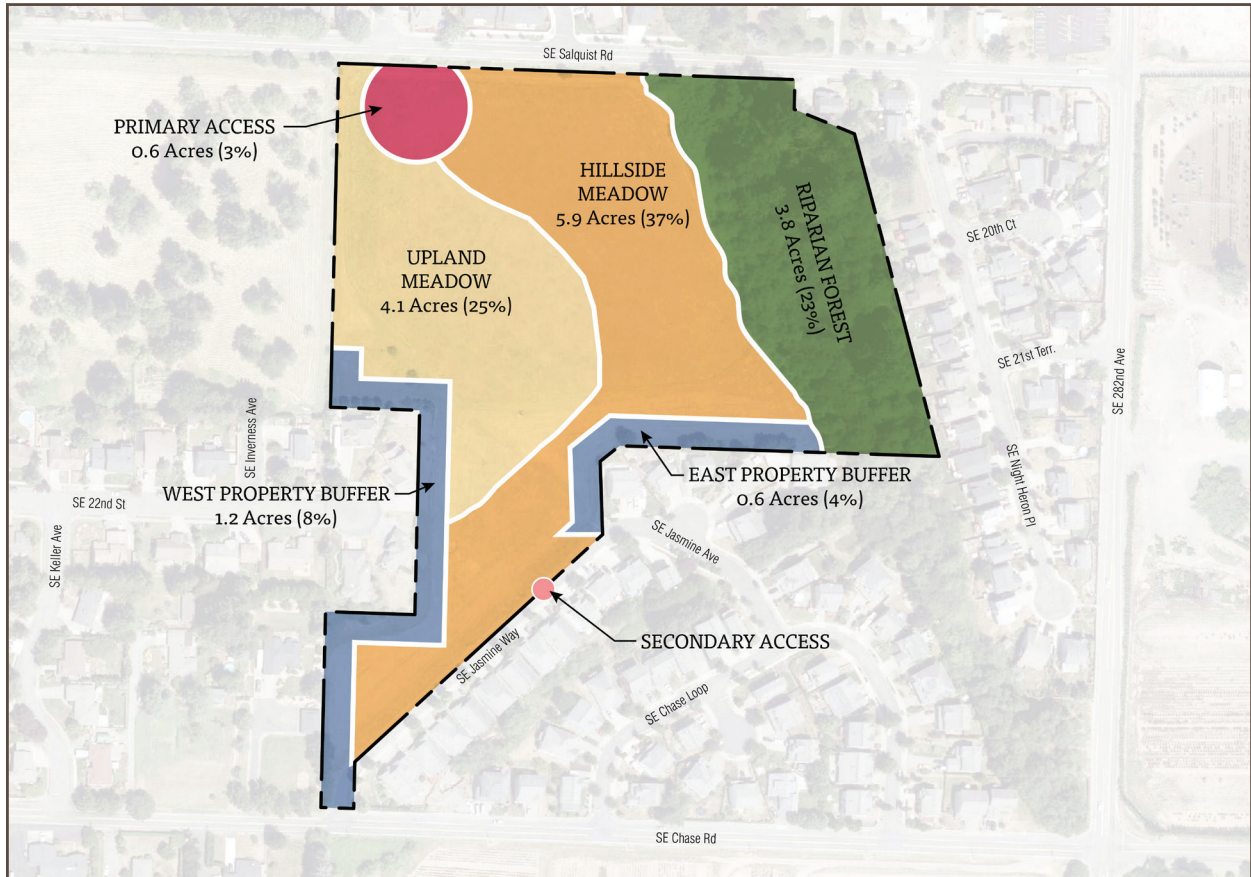 SE Salquist Rd
PRIMARY ACCESS
0.6 Acres (3%)
HILLSIDE
MEADOW
5.9 Acres (37%)
RIPARIAN FOREST
3.8 Acres (23%)
SE 20th Ct
UPLAND
MEADOW
4.1 Acres (25%)
SE 21st Terr.
SE 282nd Ave
SE Inverness Ave
EAST PROPERTY BUFFER
0.6 Acres (4%)
SE Night Heron Pl
WEST PROPERTY BUFFER
1.2 Acres (8%)
SE 22nd St
SE Keller Ave
SE Jasmine Ave
SECONDARY ACCESS
SE Jasmine Way
SE Chase Loop
SE Chase Rd